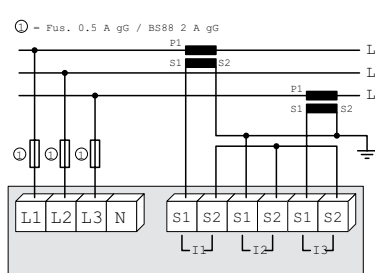 ① - Fus. 0.5 A gG / BS88 2 A gG
P1
L
S1 S2
L
P1
L
S1 S2
① ① ①
L1 L2 L3 N S1 S2 S1 S2 S1 S2
I1 I2 I3